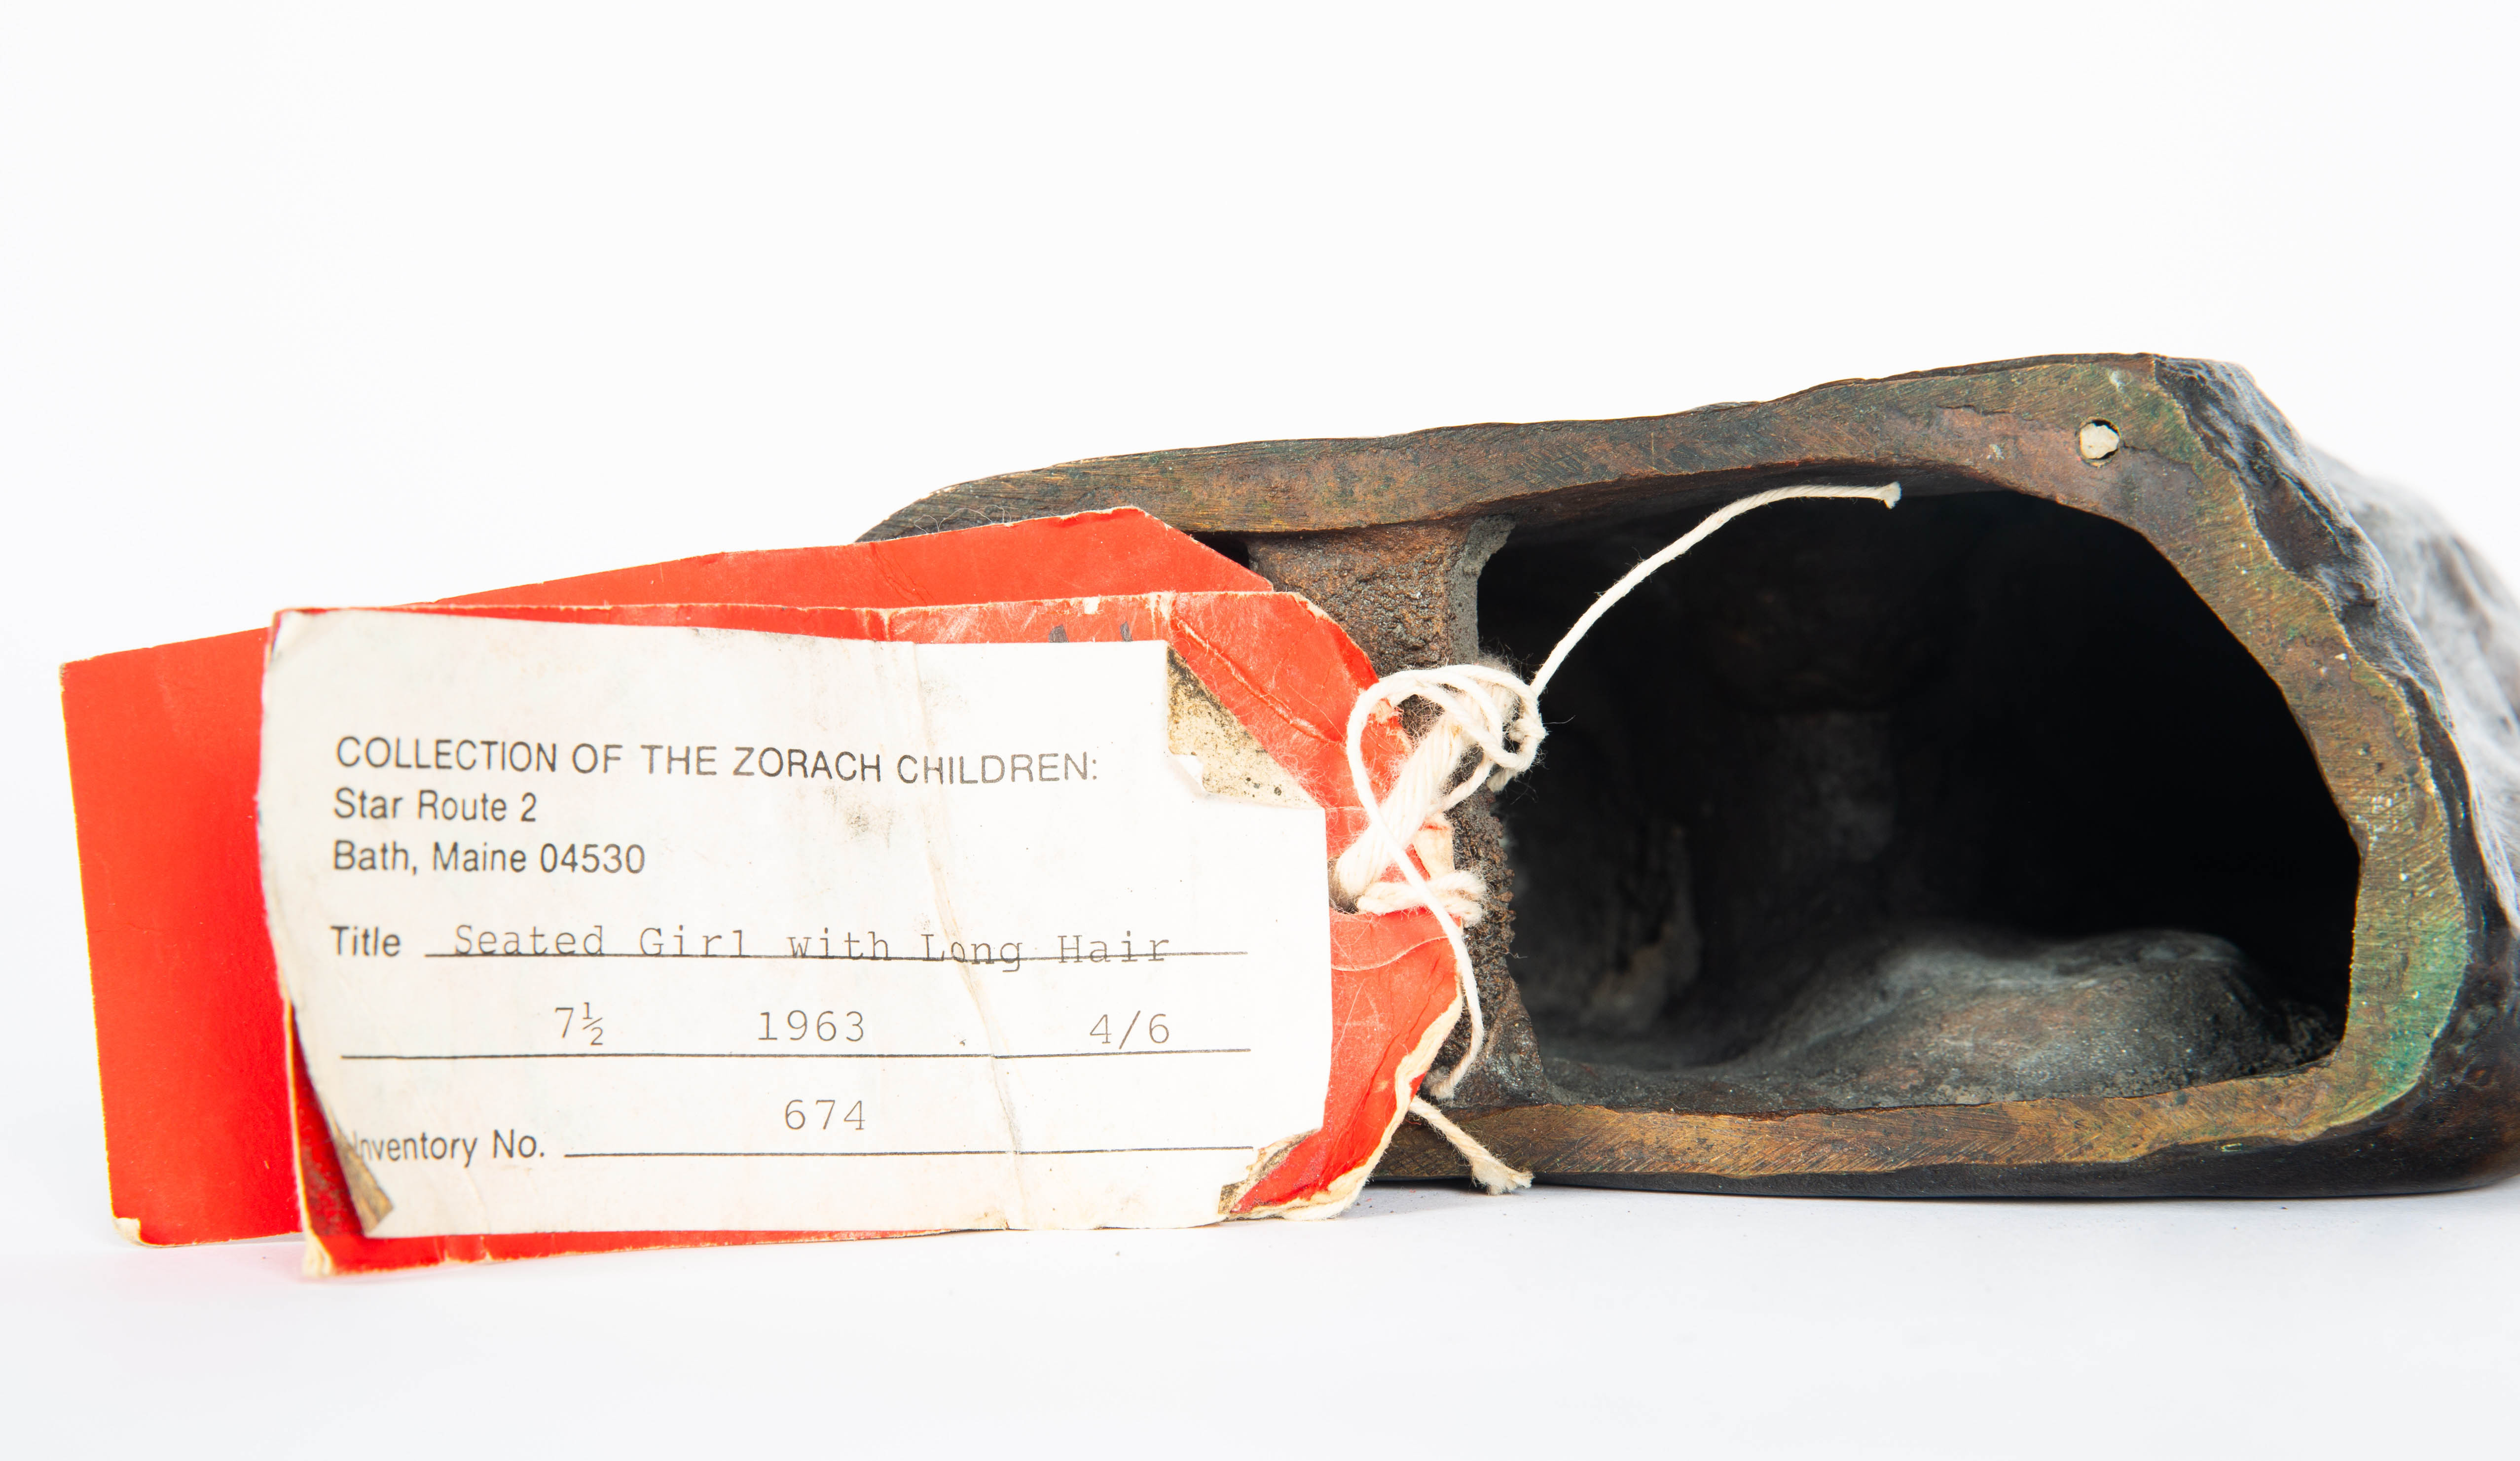 COLLECTION OF THE ZORACH CHILDREN:
Star Route 2
Bath, Maine 04530
Title Seated Girl with Long Hair
7½ 1963 4/6
674
Inventory No.